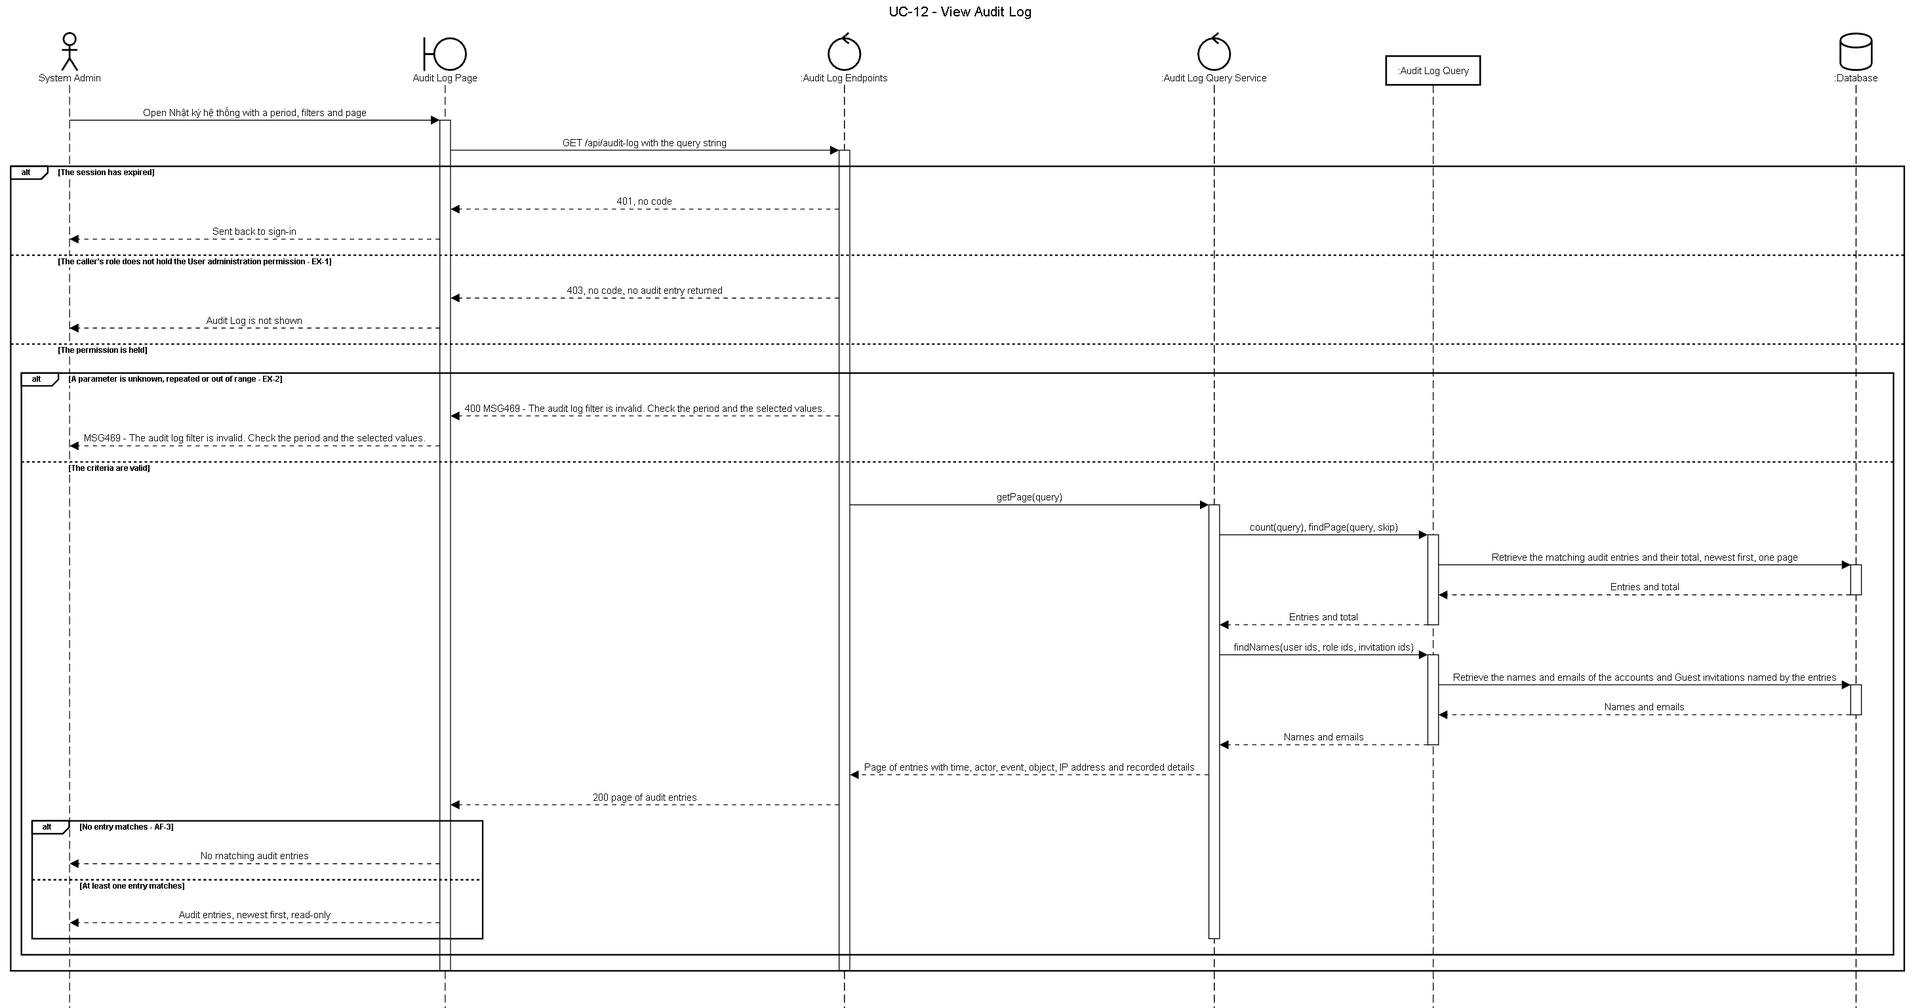 UC-12 - View Audit Log
System Admin
Audit Log Page
:Audit Log Endpoints
:Audit Log Query Service
:Audit Log Query
:Database
Open Nhật ký hệ thống with a period, filters and page
GET /api/audit-log with the query string
alt [The session has expired]
401, no code
Sent back to sign-in
[The caller's role does not hold the User administration permission - EX-1]
403, no code, no audit entry returned
Audit Log is not shown
[The permission is held]
alt [A parameter is unknown, repeated or out of range - EX-2]
400 MSG469 - The audit log filter is invalid. Check the period and the selected values.
MSG469 - The audit log filter is invalid. Check the period and the selected values.
[The criteria are valid]
getPage(query)
count(query), findPage(query, skip)
Retrieve the matching audit entries and their total, newest first, one page
Entries and total
Entries and total
findNames(user ids, role ids, invitation ids)
Retrieve the names and emails of the accounts and Guest invitations named by the entries
Names and emails
Names and emails
Page of entries with time, actor, event, object, IP address and recorded details
200 page of audit entries
alt [No entry matches - AF-3]
No matching audit entries
[At least one entry matches]
Audit entries, newest first, read-only